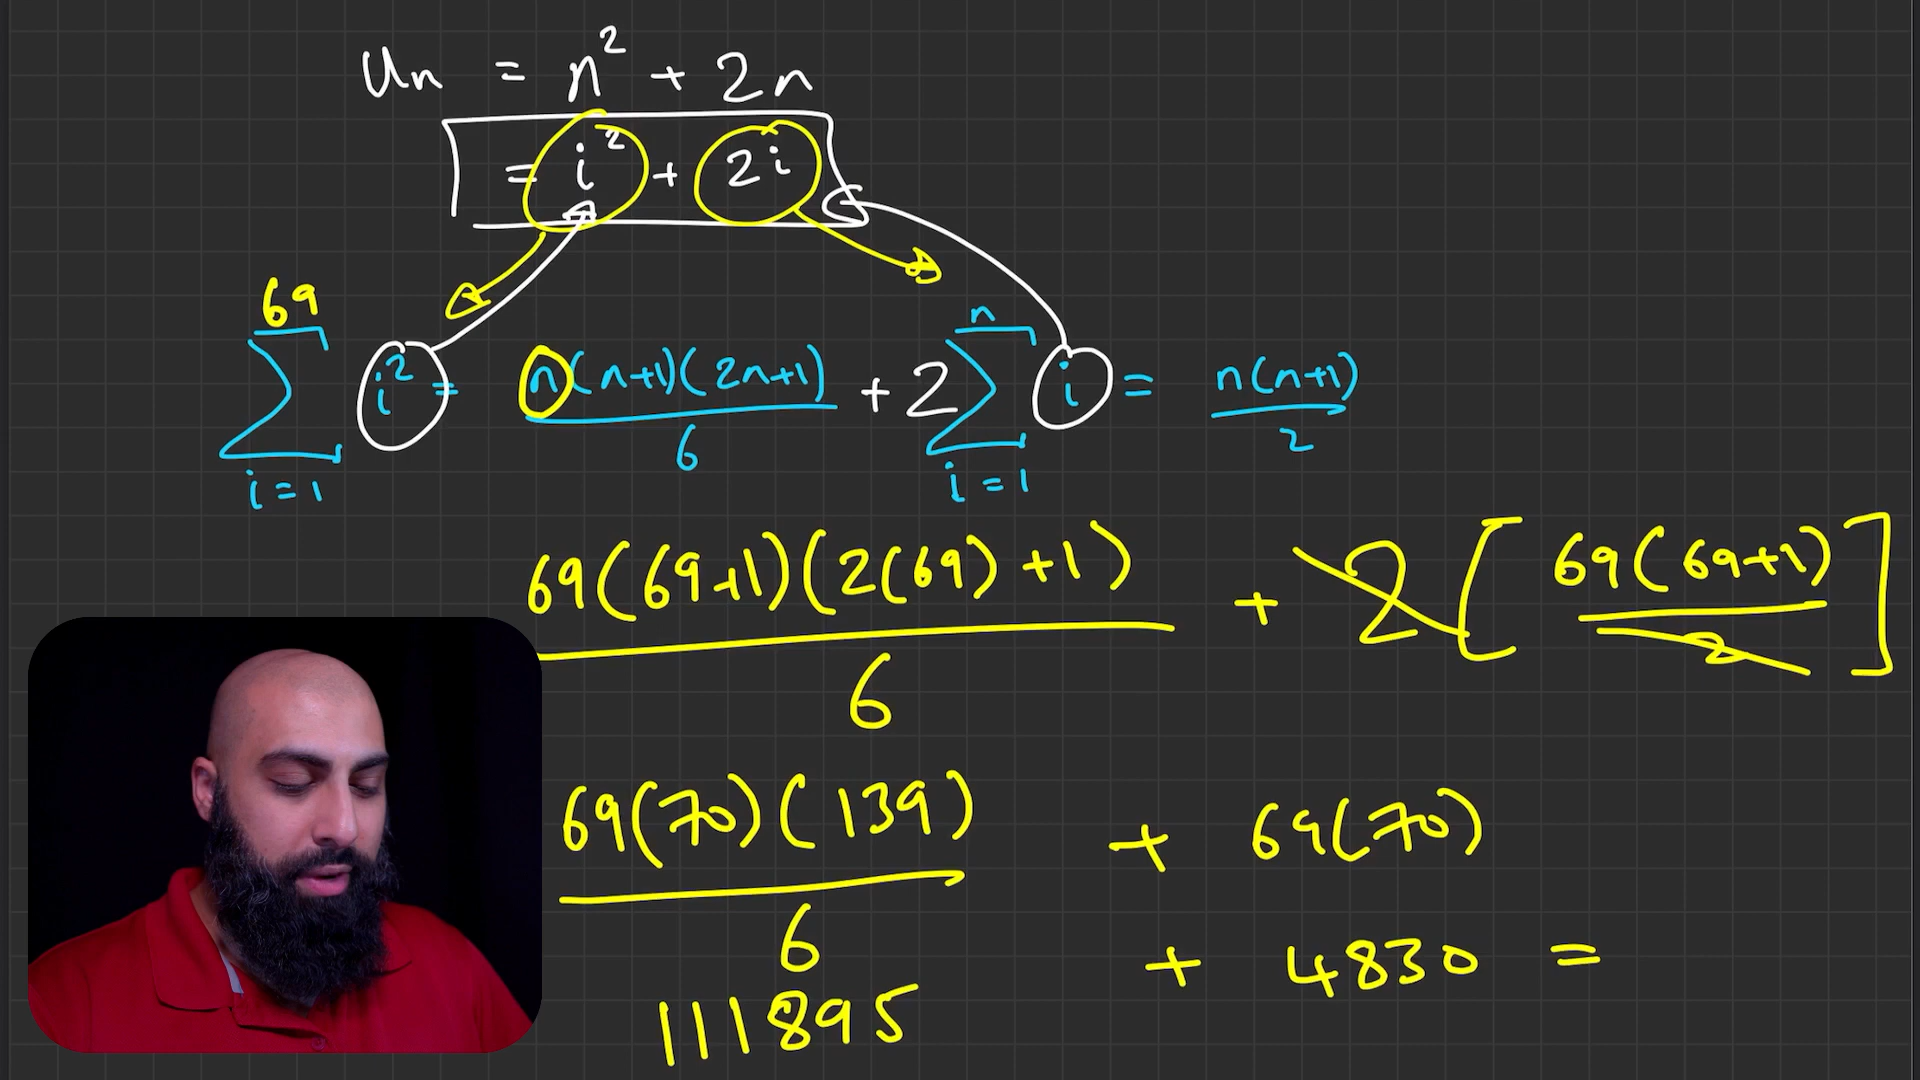 Un = n² + 2n
= i² + 2i
69
∑ i² = n(n+1)(2n+1)/6 + 2 ∑ i = n(n+1)/2
i = 1
n
i = 1
69(69+1)(2(69)+1)/6 + 2[69(69+1)/2]
69(70)(139)/6 + 69(70)
111895 + 4830 =